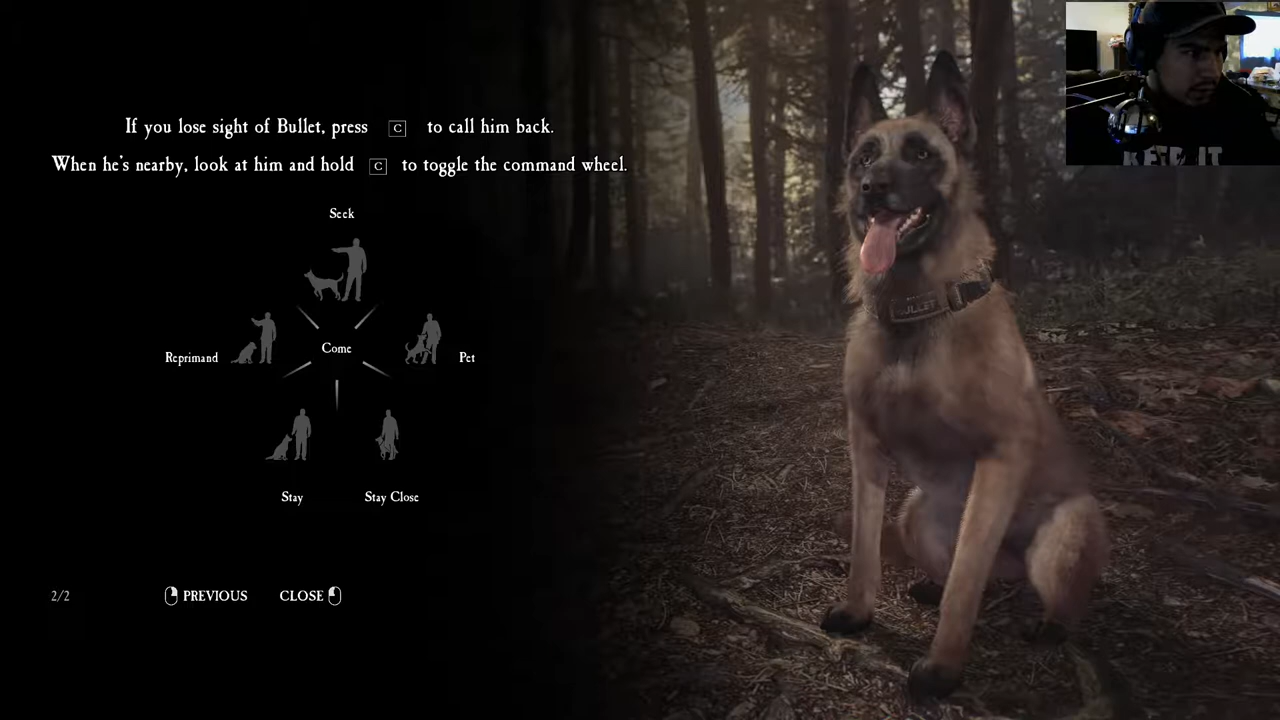 If you lose sight of Bullet, press C to call him back.
When he's nearby, look at him and hold C to toggle the command wheel.
Seek
Reprimand
Come
Pet
Stay
Stay Close
2/2
PREVIOUS
CLOSE
BULLET